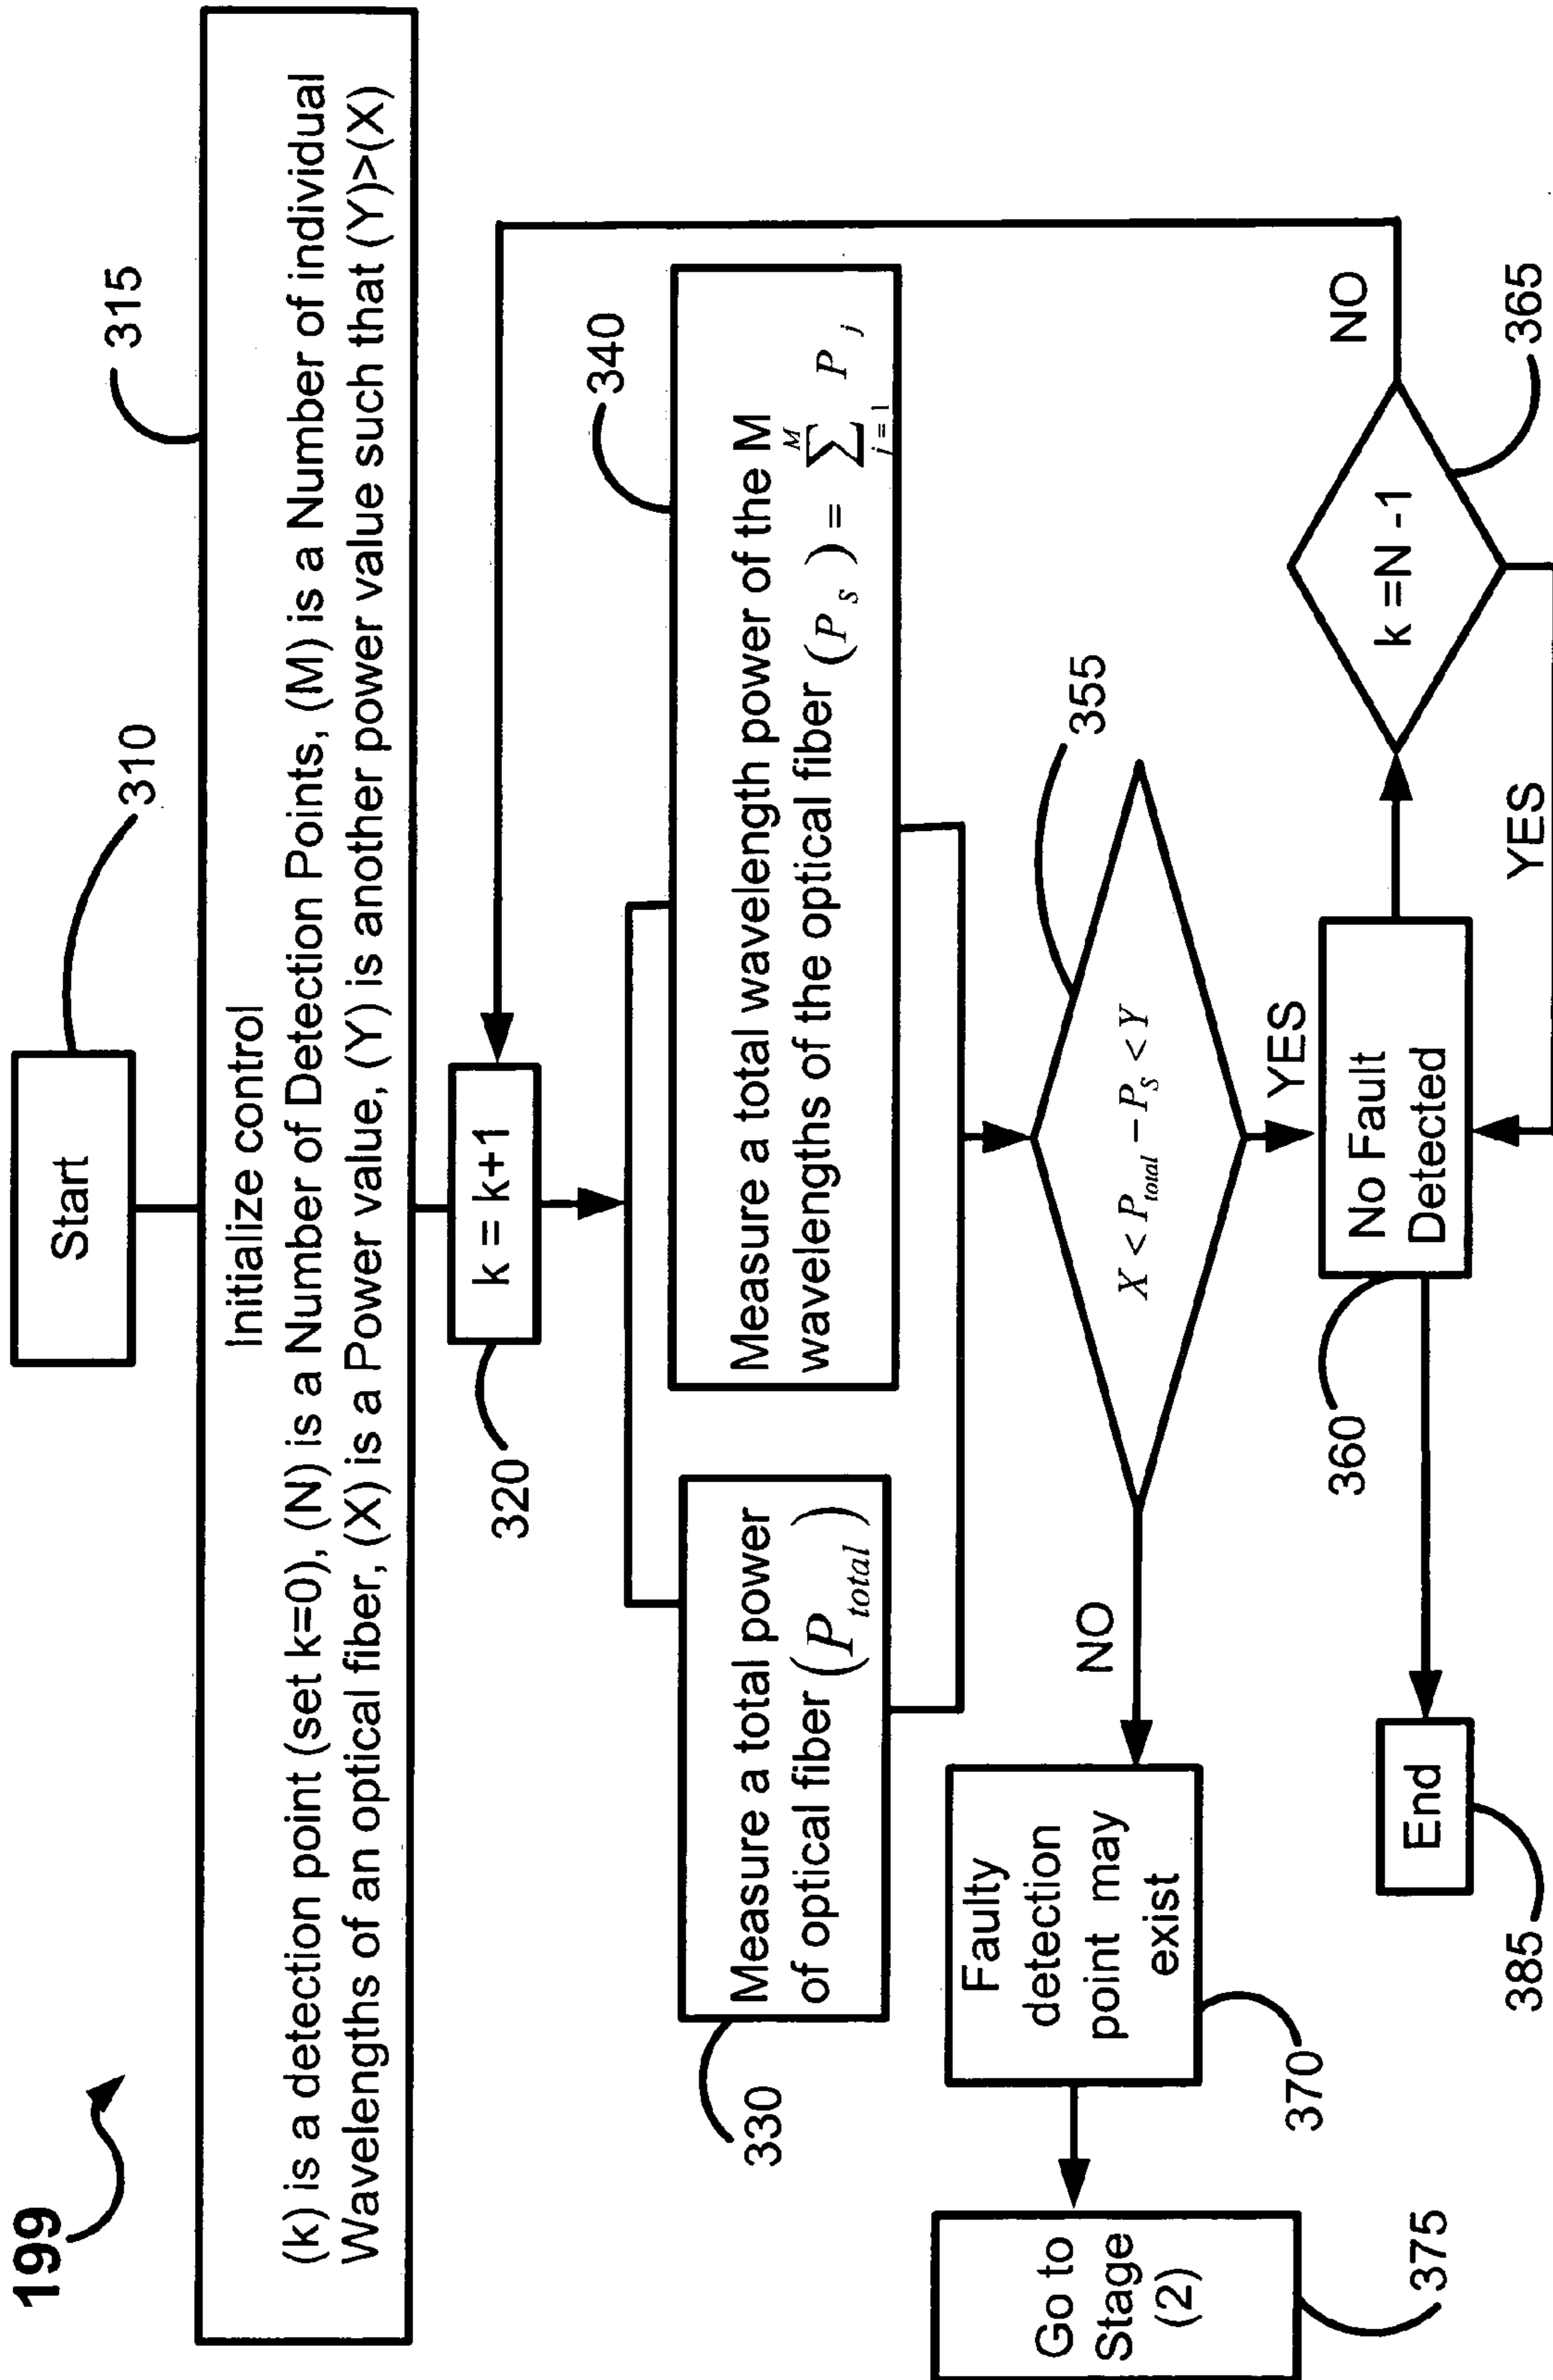 199
Start
310
315
Initialize control
(k) is a detection point (set k=0), (N) is a Number of Detection Points, (M) is a Number of individual
Wavelengths of an optical fiber, (X) is a Power value, (Y) is another power value such that (Y)>(X)
k = k+1
320
Measure a total power
of optical fiber (P_total)
330
Measure a total wavelength power of the M
wavelengths of the optical fiber (P_s) = ∑_{j=1}^{M} P_j
340
X < P_total − P_S < Y
355
NO
YES
Faulty
detection
point may
exist
370
Go to
Stage
(2)
375
No Fault
Detected
360
k =N -1
365
NO
YES
End
385